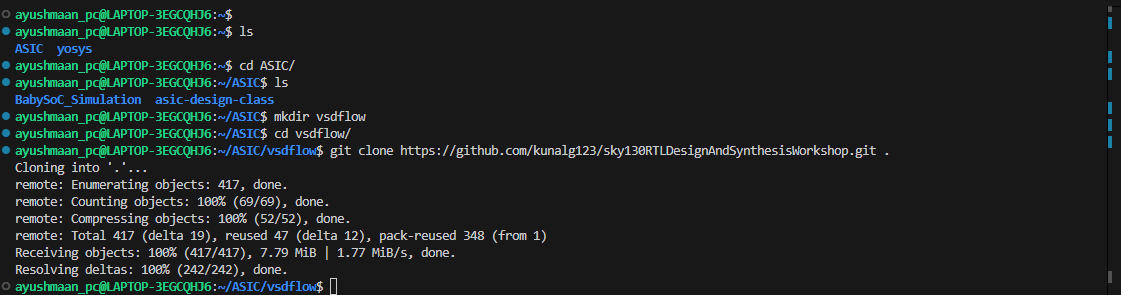 ayushmaan_pc@LAPTOP-3EGCQHJ6:~$
ayushmaan_pc@LAPTOP-3EGCQHJ6:~$ ls
ASIC  yosys
ayushmaan_pc@LAPTOP-3EGCQHJ6:~$ cd ASIC/
ayushmaan_pc@LAPTOP-3EGCQHJ6:~/ASIC$ ls
BabySoC_Simulation  asic-design-class
ayushmaan_pc@LAPTOP-3EGCQHJ6:~/ASIC$ mkdir vsdflow
ayushmaan_pc@LAPTOP-3EGCQHJ6:~/ASIC$ cd vsdflow/
ayushmaan_pc@LAPTOP-3EGCQHJ6:~/ASIC/vsdflow$ git clone https://github.com/kunalg123/sky130RTLDesignAndSynthesisWorkshop.git .
Cloning into '.'...
remote: Enumerating objects: 417, done.
remote: Counting objects: 100% (69/69), done.
remote: Compressing objects: 100% (52/52), done.
remote: Total 417 (delta 19), reused 47 (delta 12), pack-reused 348 (from 1)
Receiving objects: 100% (417/417), 7.79 MiB | 1.77 MiB/s, done.
Resolving deltas: 100% (242/242), done.
ayushmaan_pc@LAPTOP-3EGCQHJ6:~/ASIC/vsdflow$